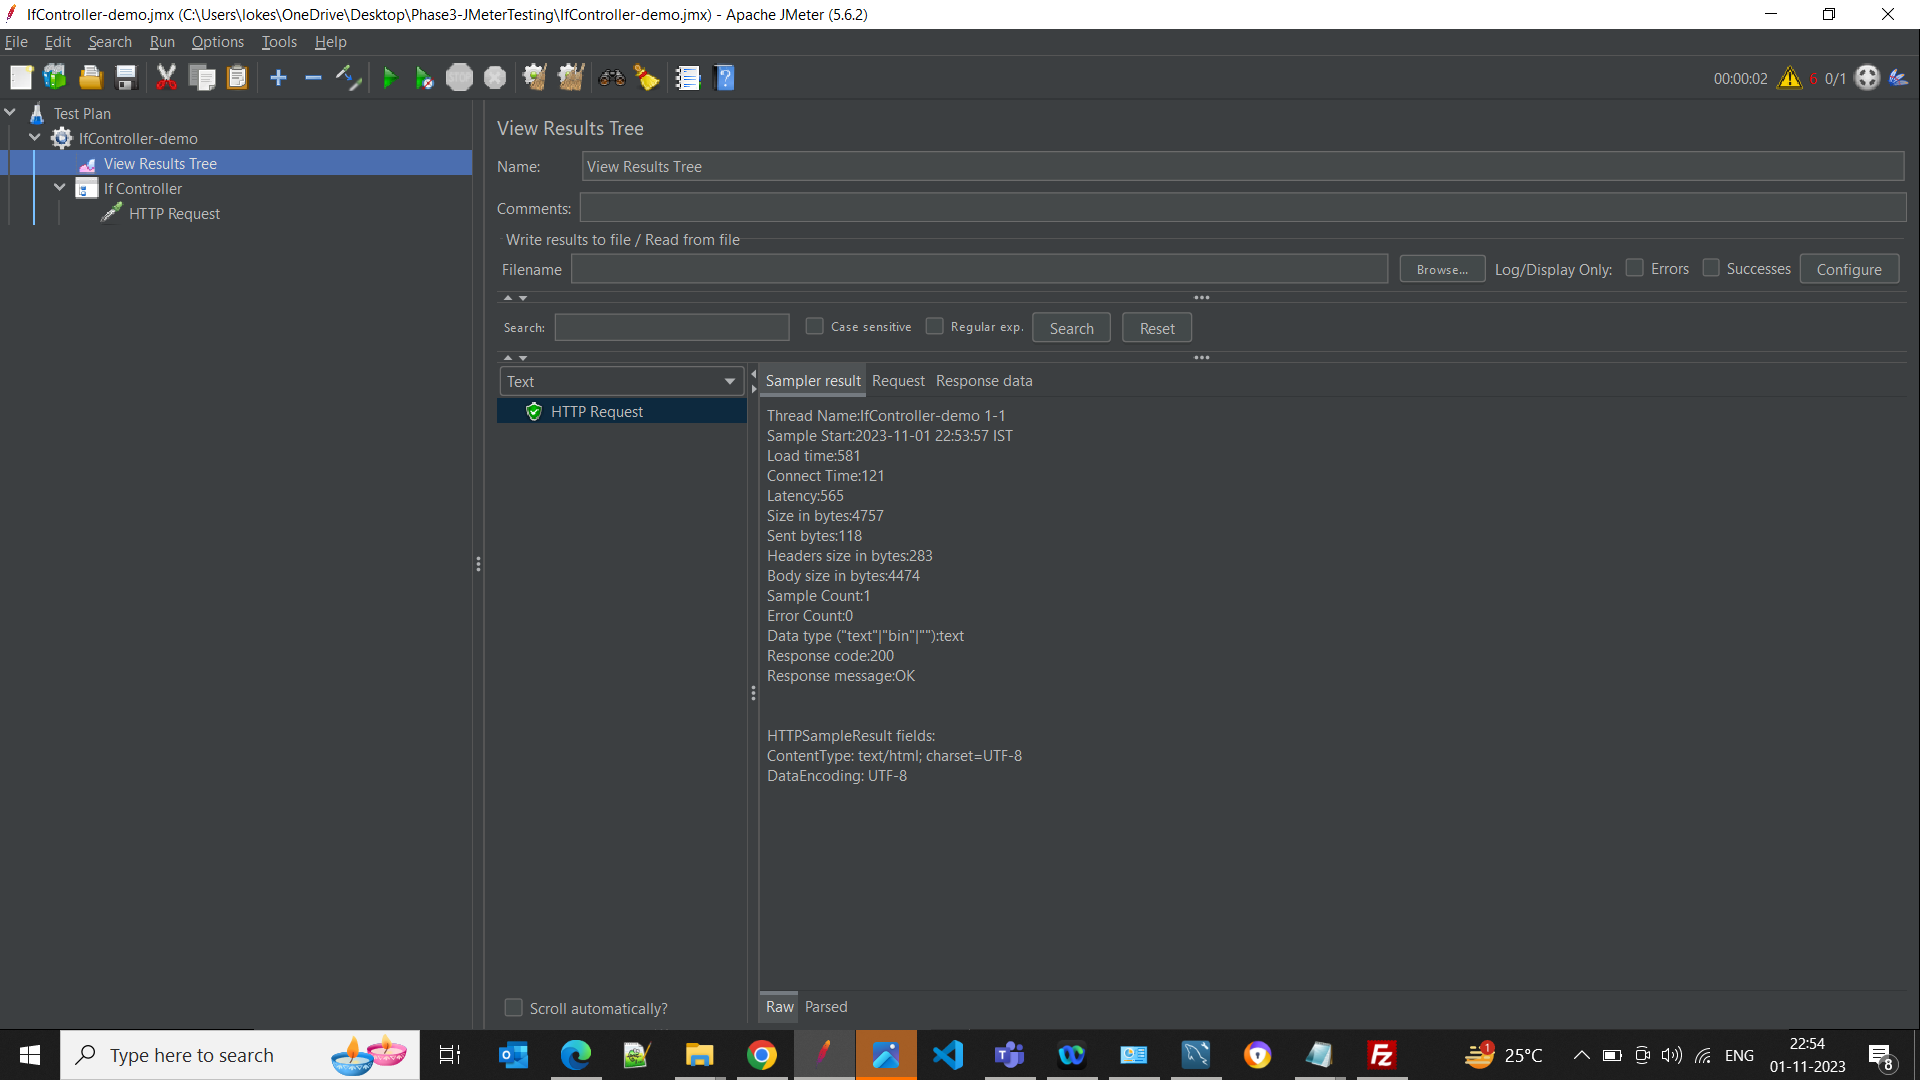 IfController-demo.jmx (C:\Users\lokes\OneDrive\Desktop\Phase3-JMeterTesting\IfController-demo.jmx) - Apache JMeter (5.6.2)
File Edit Search Run Options Tools Help
STOP
00:00:02 6 0/1
Test Plan
IfController-demo
View Results Tree
If Controller
HTTP Request
View Results Tree
Name: View Results Tree
Comments:
Write results to file / Read from file
Filename Browse... Log/Display Only: Errors Successes Configure
Search: Case sensitive Regular exp. Search Reset
Text
HTTP Request
Sampler result Request Response data
Thread Name:IfController-demo 1-1
Sample Start:2023-11-01 22:53:57 IST
Load time:581
Connect Time:121
Latency:565
Size in bytes:4757
Sent bytes:118
Headers size in bytes:283
Body size in bytes:4474
Sample Count:1
Error Count:0
Data type ("text"|"bin"|""):text
Response code:200
Response message:OK
HTTPSampleResult fields:
ContentType: text/html; charset=UTF-8
DataEncoding: UTF-8
Scroll automatically?
Raw Parsed
Type here to search
1 25°C ENG
22:54
01-11-2023
8